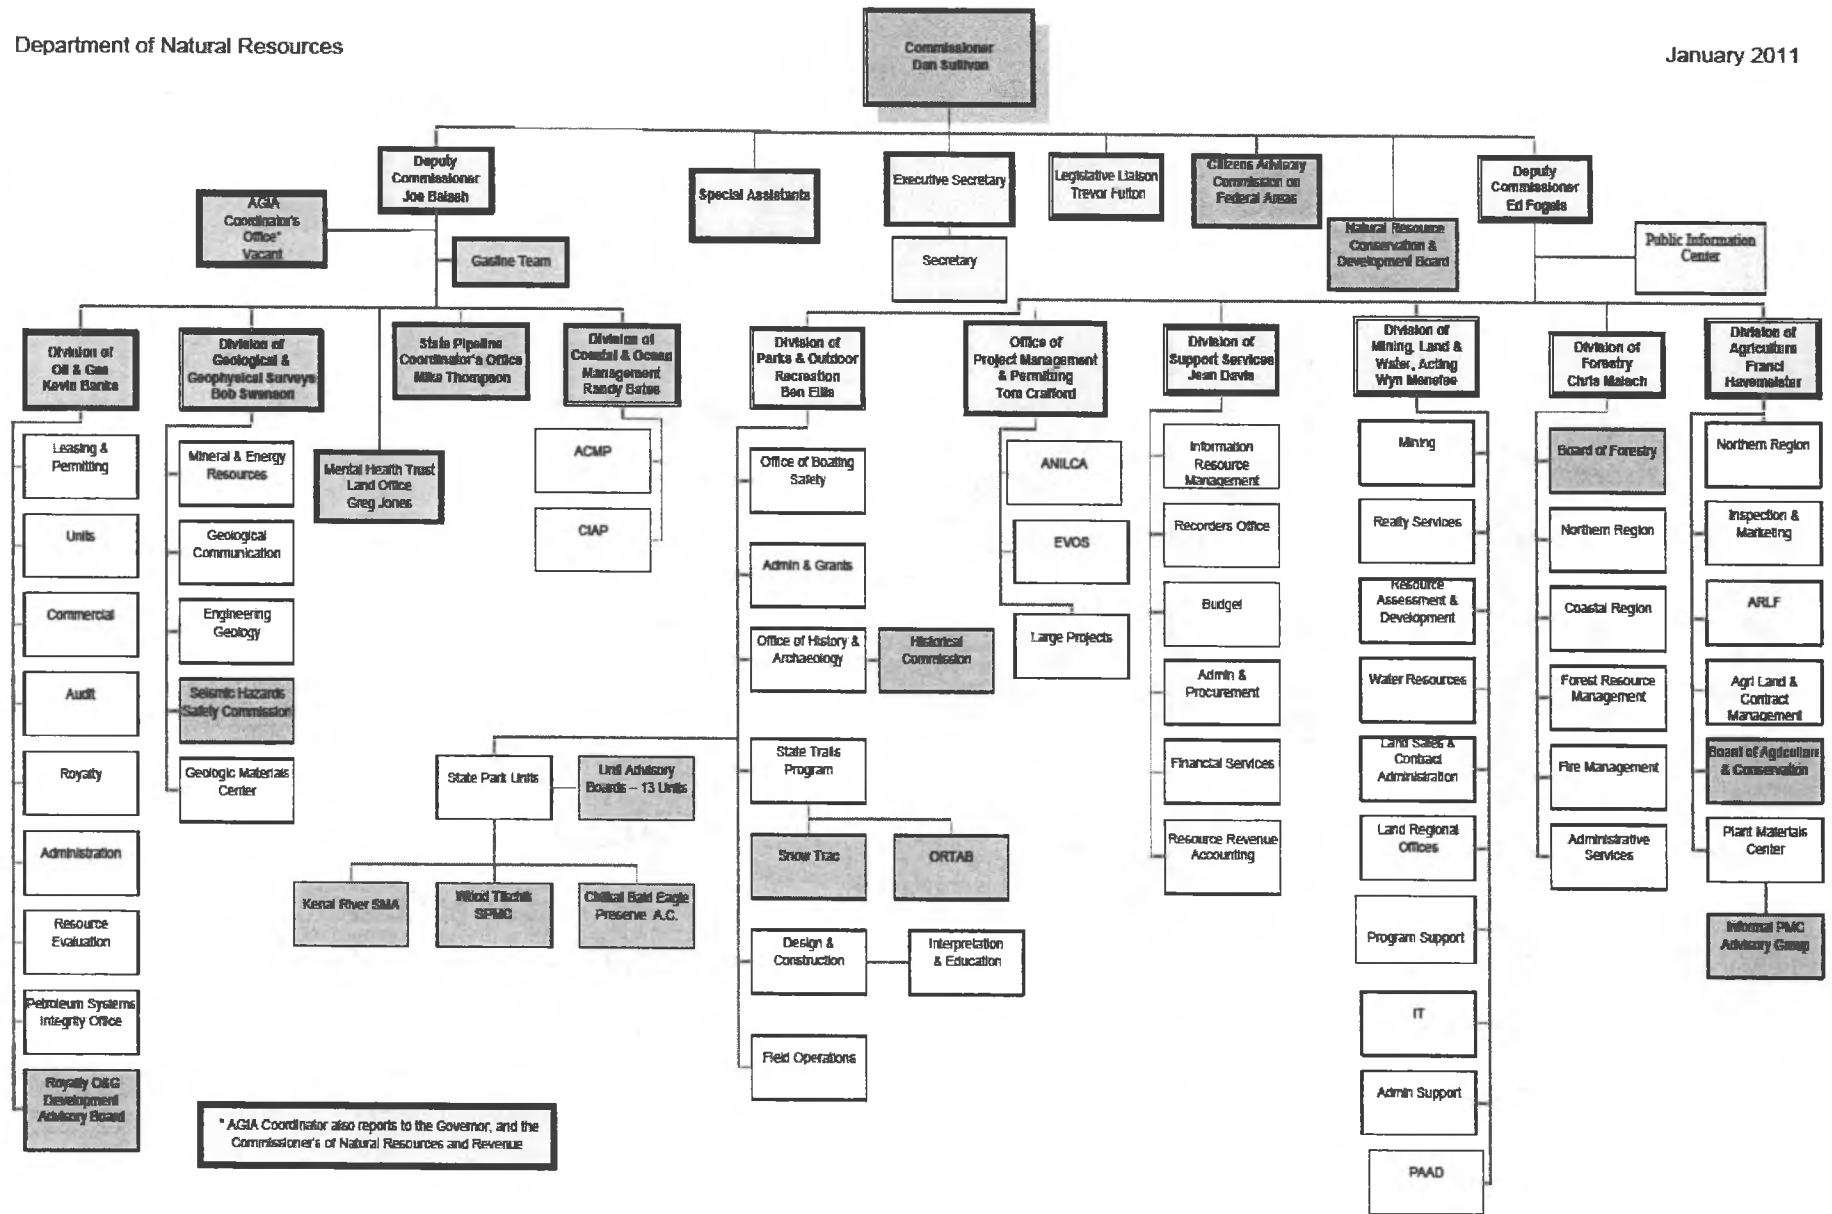 Department of Natural Resources
January 2011
Commissioner
Dan Sullivan
Deputy
Commissioner
Joe Balash
Special Assistants
Executive Secretary
Legislative Liaison
Trevor Fulton
Citizens Advisory
Commission on
Federal Areas
Natural Resource
Conservation &
Development Board
Deputy
Commissioner
Ed Fogels
Public Information
Center
AGIA
Coordinator's
Office*
Vacant
Gasline Team
Secretary
Division of
Oil & Gas
Kevin Banks
Division of
Geological &
Geophysical Surveys
Bob Swenson
State Pipeline
Coordinator's Office
Mike Thompson
Division of
Coastal & Ocean
Management
Randy Bates
Division of
Parks & Outdoor
Recreation
Ben Ellis
Office of
Project Management
& Permitting
Tom Crafford
Division of
Support Services
Jean Davis
Division of
Mining, Land &
Water, Acting
Wyn Menefee
Division of
Forestry
Chris Maisch
Division of
Agriculture
Franci
Havemeister
Mental Health Trust
Land Office
Greg Jones
Leasing &
Permitting
Units
Commercial
Audit
Royalty
Administration
Resource
Evaluation
Petroleum Systems
Integrity Office
Royalty O&G
Development
Advisory Board
Mineral & Energy
Resources
Geological
Communication
Engineering
Geology
Seismic Hazards
Safety Commission
Geologic Materials
Center
ACMP
CIAP
Office of Boating
Safety
Admin & Grants
Office of History &
Archaeology
Historical
Commission
State Trails
Program
Snow Trac
ORTAB
Design &
Construction
Interpretation
& Education
Field Operations
State Park Units
Unit Advisory
Boards – 13 Units
Kenai River SMA
Wood Tikchik
SPMC
Chilkat Bald Eagle
Preserve A.C.
ANILCA
EVOS
Large Projects
Information
Resource
Management
Recorders Office
Budget
Admin &
Procurement
Financial Services
Resource Revenue
Accounting
Mining
Realty Services
Resource
Assessment &
Development
Water Resources
Land Sales &
Contract
Administration
Land Regional
Offices
Program Support
IT
Admin Support
PAAD
Board of Forestry
Northern Region
Coastal Region
Forest Resource
Management
Fire Management
Administrative
Services
Northern Region
Inspection &
Marketing
ARLF
Agri Land &
Contract
Management
Board of Agriculture
& Conservation
Plant Materials
Center
Informal PMC
Advisory Group
* AGIA Coordinator also reports to the Governor, and the
Commissioner's of Natural Resources and Revenue